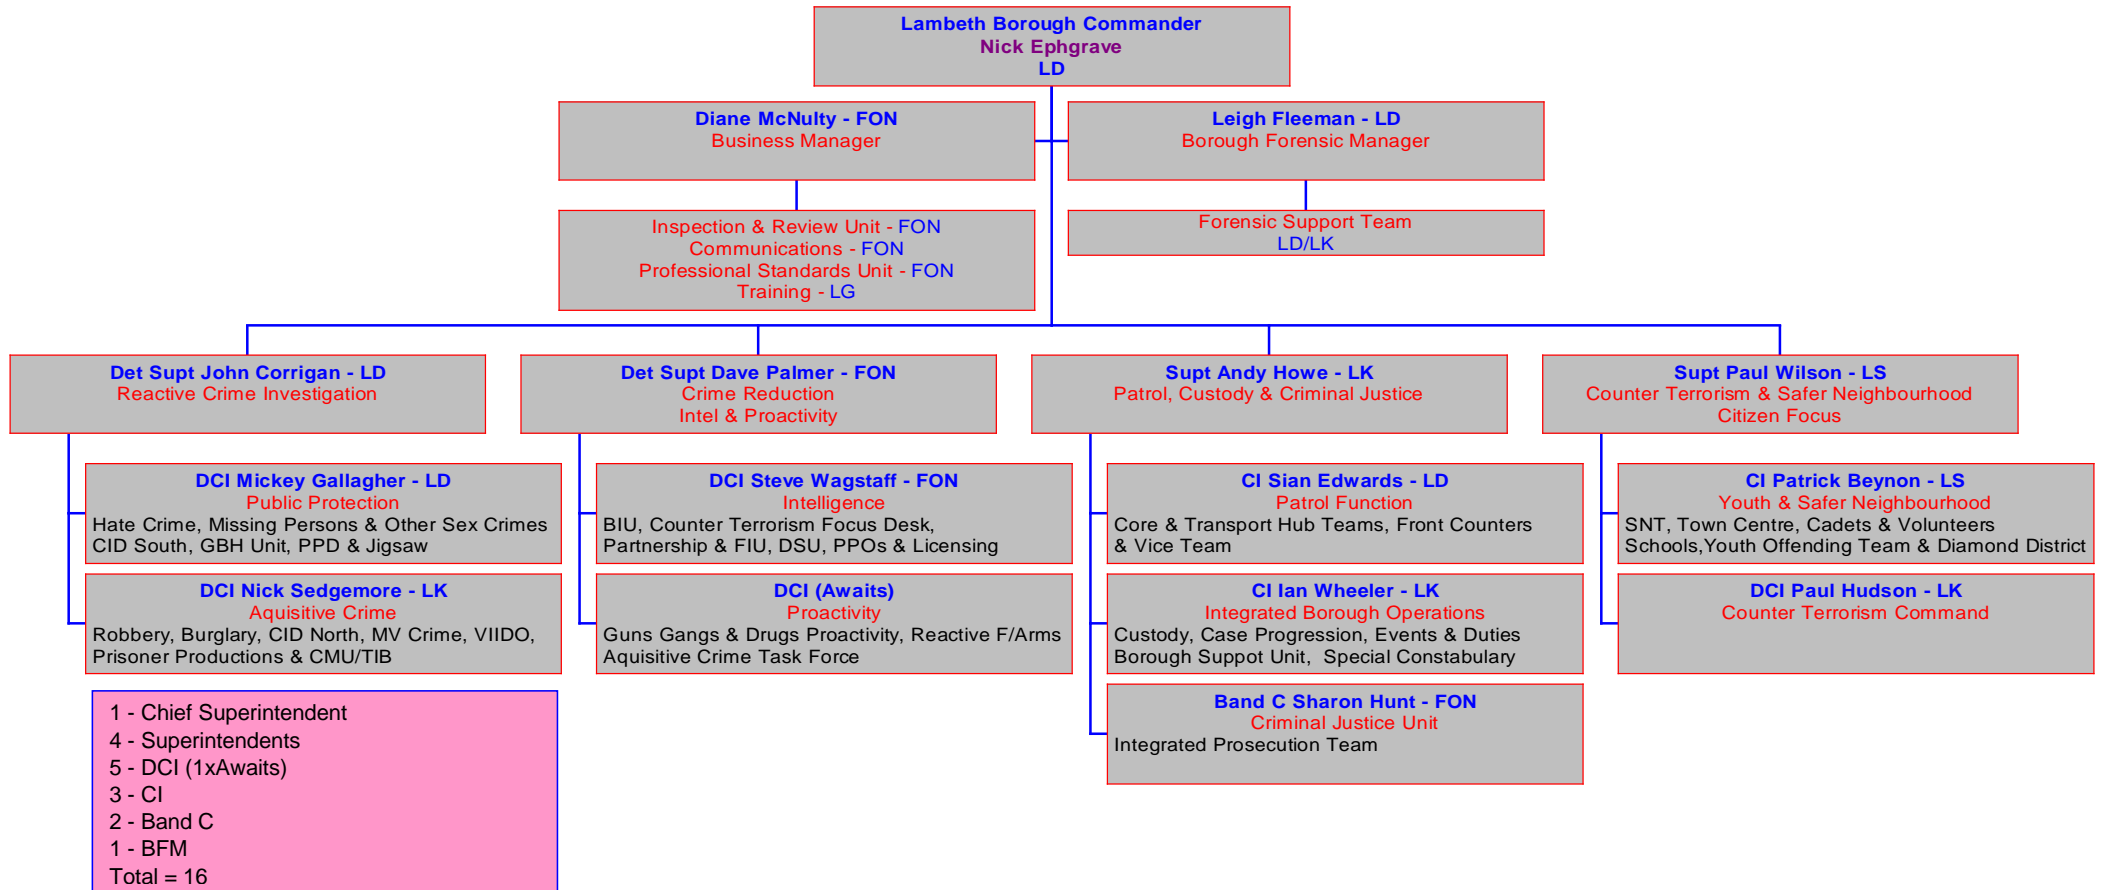 Lambeth Borough Commander
Nick Ephgrave
LD
Diane McNulty - FON
Business Manager
Leigh Fleeman - LD
Borough Forensic Manager
Inspection & Review Unit - FON
Communications - FON
Professional Standards Unit - FON
Training - LG
Forensic Support Team
LD/LK
Det Supt John Corrigan - LD
Reactive Crime Investigation
Det Supt Dave Palmer - FON
Crime Reduction
Intel & Proactivity
Supt Andy Howe - LK
Patrol, Custody & Criminal Justice
Supt Paul Wilson - LS
Counter Terrorism & Safer Neighbourhood
Citizen Focus
DCI Mickey Gallagher - LD
Public Protection
Hate Crime, Missing Persons & Other Sex Crimes
CID South, GBH Unit, PPD & Jigsaw
DCI Steve Wagstaff - FON
Intelligence
BIU, Counter Terrorism Focus Desk,
Partnership & FIU, DSU, PPOs & Licensing
CI Sian Edwards - LD
Patrol Function
Core & Transport Hub Teams, Front Counters
& Vice Team
CI Patrick Beynon - LS
Youth & Safer Neighbourhood
SNT, Town Centre, Cadets & Volunteers
Schools,Youth Offending Team & Diamond District
DCI Nick Sedgemore - LK
Aquisitive Crime
Robbery, Burglary, CID North, MV Crime, VIIDO,
Prisoner Productions & CMU/TIB
DCI (Awaits)
Proactivity
Guns Gangs & Drugs Proactivity, Reactive F/Arms
Aquisitive Crime Task Force
CI Ian Wheeler - LK
Integrated Borough Operations
Custody, Case Progression, Events & Duties
Borough Suppot Unit,  Special Constabulary
DCI Paul Hudson - LK
Counter Terrorism Command
Band C Sharon Hunt - FON
Criminal Justice Unit
Integrated Prosecution Team
1 - Chief Superintendent
4 - Superintendents
5 - DCI (1xAwaits)
3 - CI
2 - Band C
1 - BFM
Total = 16